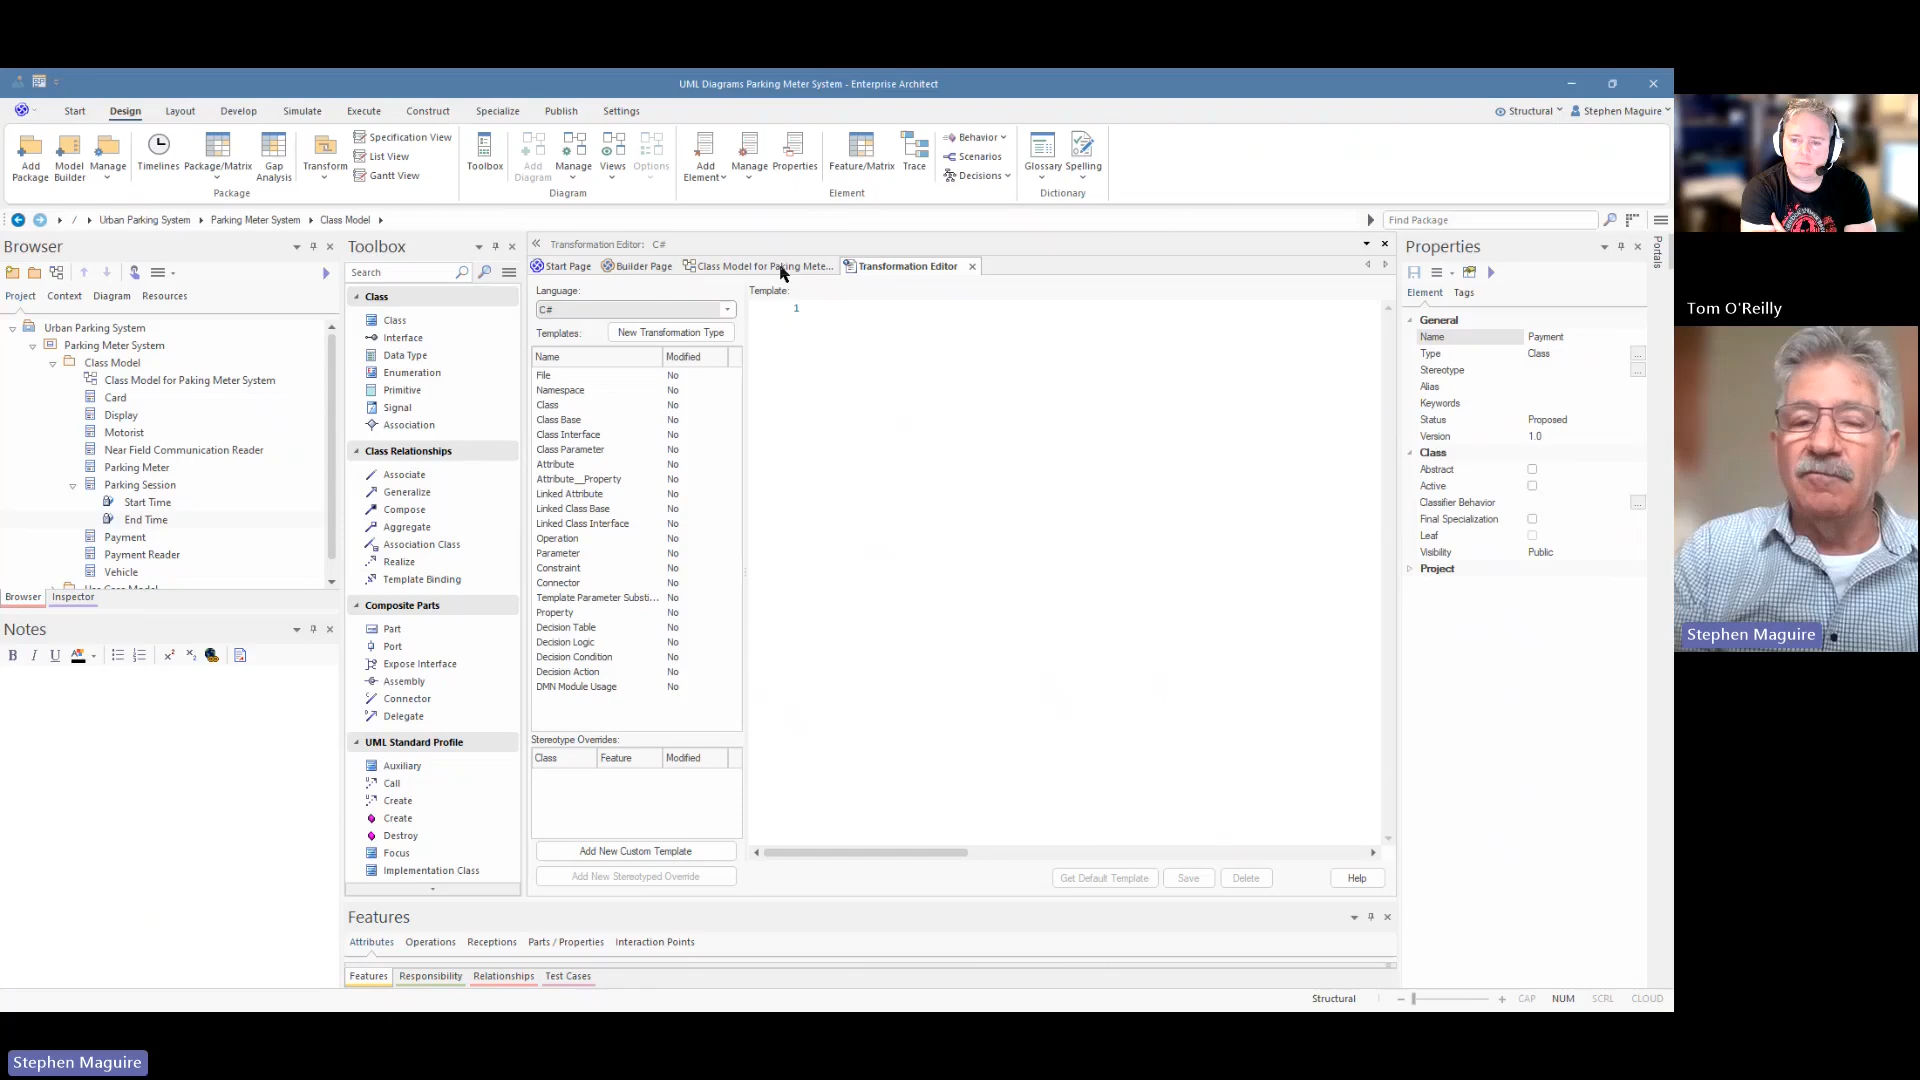 UML Diagrams Parking Meter System - Enterprise Architect
Start
Design
Layout
Develop
Simulate
Execute
Construct
Specialize
Publish
Settings
Structural
Stephen Maguire
Add Package
Model Builder
Manage
Timelines
Package/Matrix
Gap Analysis
Transform
Specification View
List View
Gantt View
Toolbox
Add Diagram
Manage
Views
Options
Add Element
Manage
Properties
Feature/Matrix
Trace
Behavior
Scenarios
Decisions
Glossary
Spelling
Package
Diagram
Element
Dictionary
/ Urban Parking System Parking Meter System Class Model
Find Package
Browser
Project
Context
Diagram
Resources
Urban Parking System
Parking Meter System
Class Model
Class Model for Paking Meter System
Card
Display
Motorist
Near Field Communication Reader
Parking Meter
Parking Session
Start Time
End Time
Payment
Payment Reader
Vehicle
Browser
Inspector
Notes
B I U A
Toolbox
Search
Class
Class
Interface
Data Type
Enumeration
Primitive
Signal
Association
Class Relationships
Associate
Generalize
Compose
Aggregate
Association Class
Realize
Template Binding
Composite Parts
Part
Port
Expose Interface
Assembly
Connector
Delegate
UML Standard Profile
Auxiliary
Call
Create
Create
Destroy
Focus
Implementation Class
Transformation Editor: C#
Start Page
Builder Page
Class Model for Paking Mete...
Transformation Editor
Language:
C#
Templates:
New Transformation Type
Name Modified
File No
Namespace No
Class No
Class Base No
Class Interface No
Class Parameter No
Attribute No
Attribute__Property No
Linked Attribute No
Linked Class Base No
Linked Class Interface No
Operation No
Parameter No
Constraint No
Connector No
Template Parameter Substi... No
Property No
Decision Table No
Decision Logic No
Decision Condition No
Decision Action No
DMN Module Usage No
Stereotype Overrides:
Class Feature Modified
Add New Custom Template
Add New Stereotyped Override
Template:
1
Get Default Template
Save
Delete
Help
Features
Attributes
Operations
Receptions
Parts / Properties
Interaction Points
Features
Responsibility
Relationships
Test Cases
Properties
Element
Tags
General
Name Payment
Type Class
Stereotype
Alias
Keywords
Status Proposed
Version 1.0
Class
Abstract
Active
Classifier Behavior
Final Specialization
Leaf
Visibility Public
Project
Portals
Structural
CAP
NUM
SCRL
CLOUD
Tom O'Reilly
Stephen Maguire
Stephen Maguire